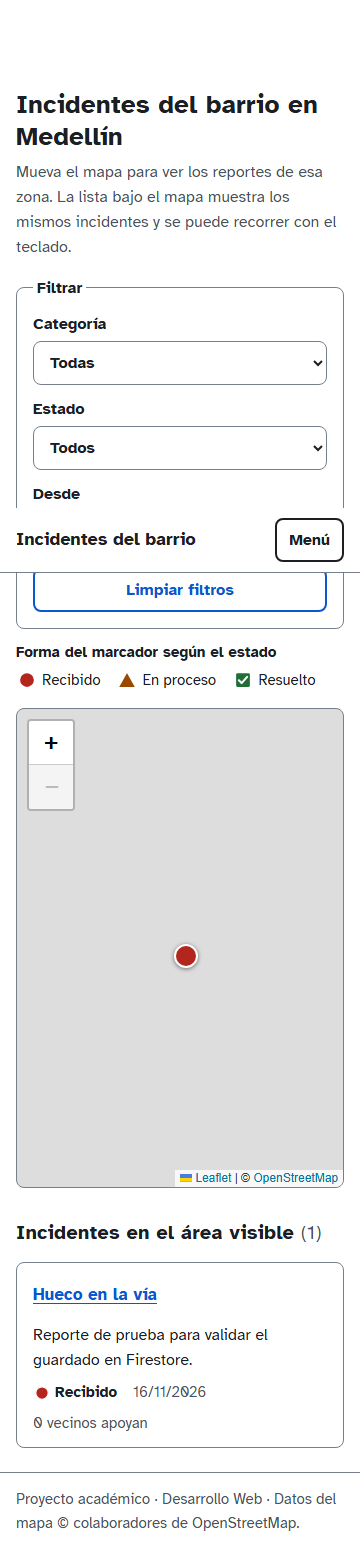 Incidentes del barrio en
Medellín
Mueva el mapa para ver los reportes de esa
zona. La lista bajo el mapa muestra los
mismos incidentes y se puede recorrer con el
teclado.
Filtrar
Categoría
Todas
Estado
Todos
Desde
Incidentes del barrio
Menú
Limpiar filtros
Forma del marcador según el estado
Recibido En proceso Resuelto
+
−
Leaflet | © OpenStreetMap
Incidentes en el área visible (1)
Hueco en la vía
Reporte de prueba para validar el
guardado en Firestore.
Recibido 16/11/2026
0 vecinos apoyan
Proyecto académico · Desarrollo Web · Datos del
mapa © colaboradores de OpenStreetMap.